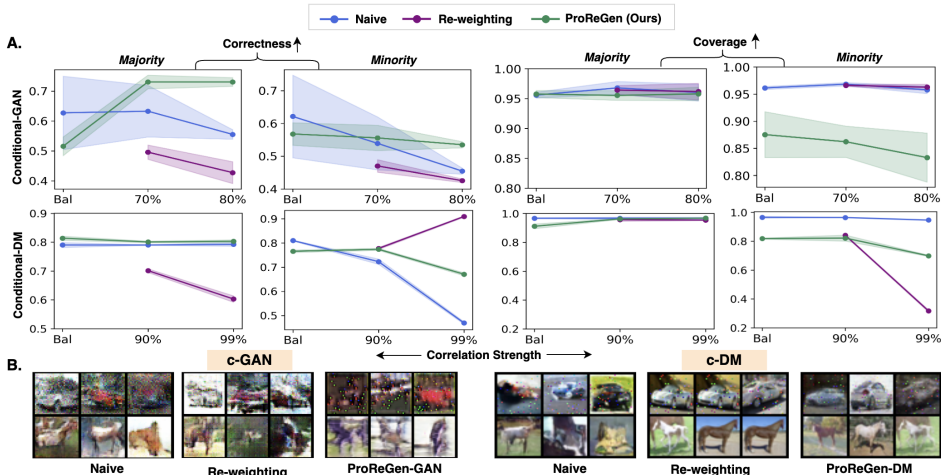 Naive
Re-weighting
ProReGen (Ours)
A.
Correctness
Coverage
Majority
Minority
Majority
Minority
Conditional-GAN
0.7
0.6
0.5
0.4
Bal
70%
80%
0.7
0.6
0.5
0.4
Bal
70%
80%
1.00
0.95
0.90
0.85
0.80
Bal
70%
80%
1.00
0.95
0.90
0.85
0.80
Bal
70%
80%
Conditional-DM
0.9
0.8
0.7
0.6
0.5
Bal
90%
99%
0.9
0.8
0.7
0.6
0.5
Bal
90%
99%
1.0
0.8
0.6
0.4
0.2
Bal
90%
99%
1.0
0.8
0.6
0.4
0.2
Bal
90%
99%
B.
c-GAN
Correlation Strength
c-DM
Naive
Re-weighting
ProReGen-GAN
Naive
Re-weighting
ProReGen-DM